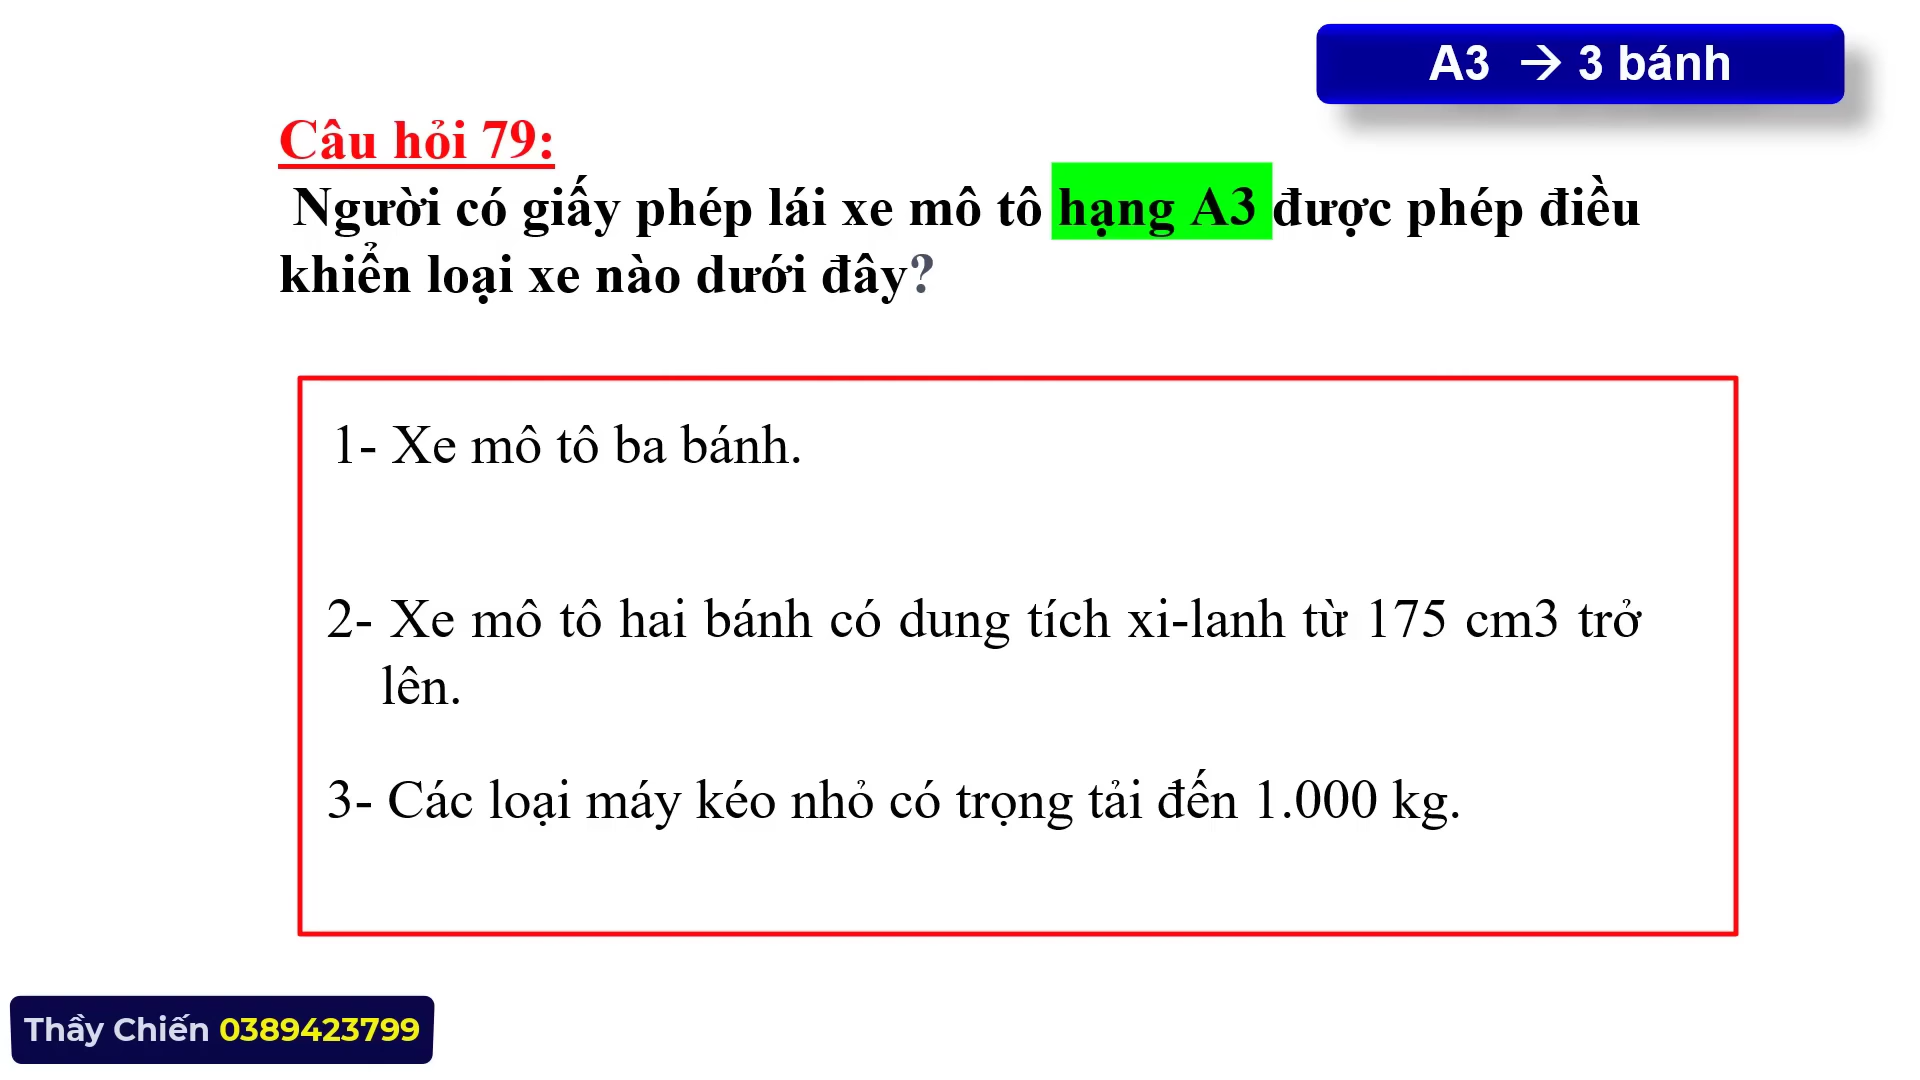 A3 → 3 bánh
Câu hỏi 79:
Người có giấy phép lái xe mô tô hạng A3 được phép điều
khiển loại xe nào dưới đây?
1- Xe mô tô ba bánh.
2- Xe mô tô hai bánh có dung tích xi-lanh từ 175 cm3 trở
lên.
3- Các loại máy kéo nhỏ có trọng tải đến 1.000 kg.
Thầy Chiến 0389423799